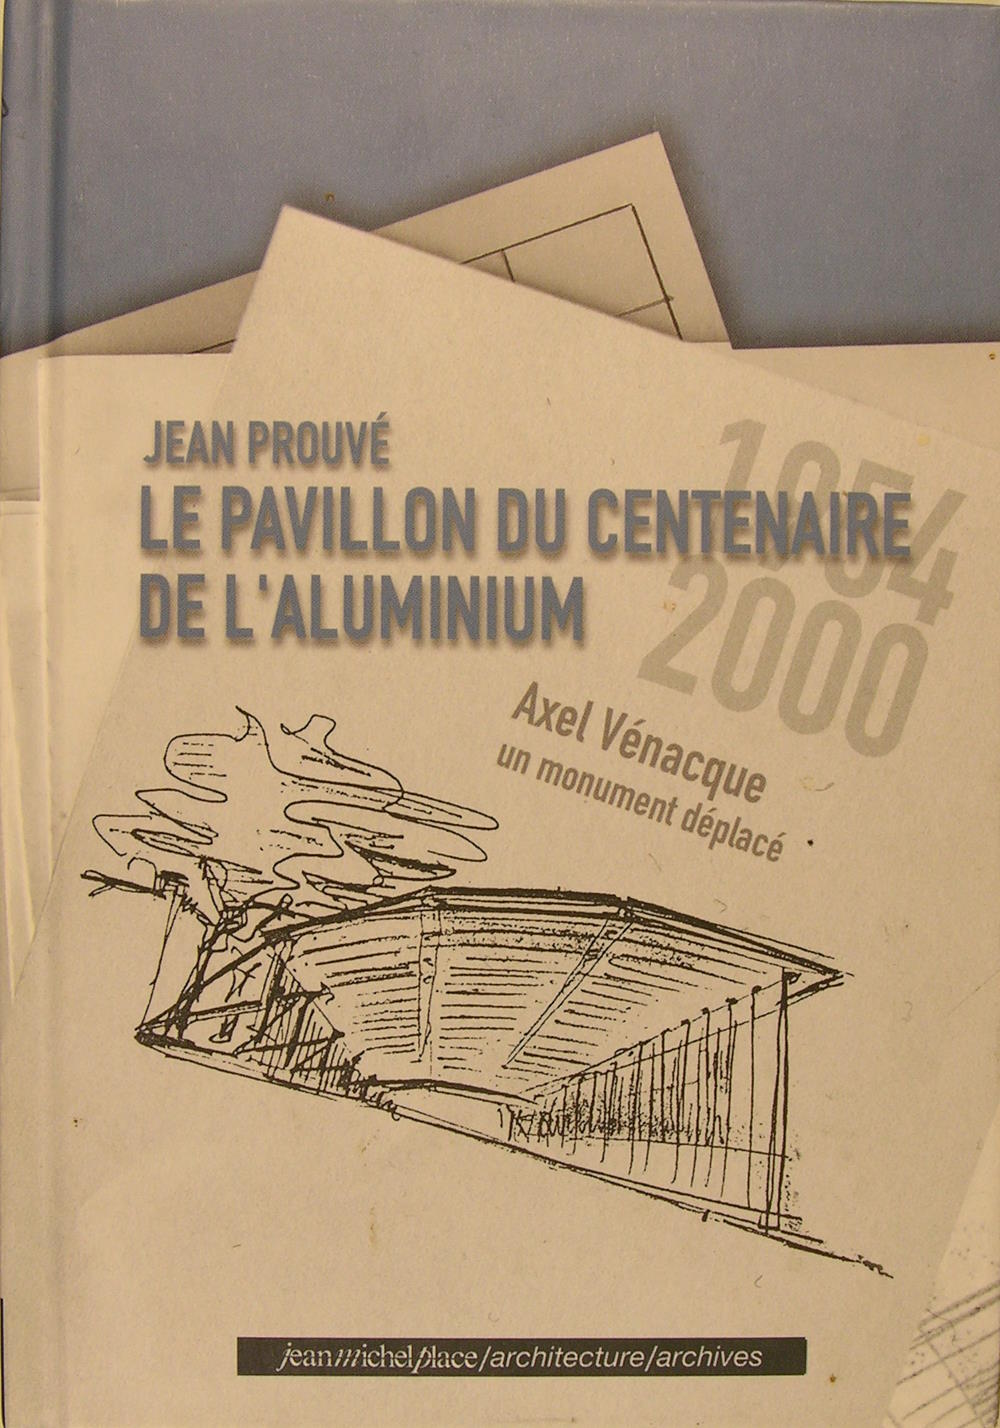 JEAN PROUVÉ
LE PAVILLON DU CENTENAIRE
DE L'ALUMINIUM
1954
2000
Axel Vénacque
un monument déplacé
jeanmichelplace/architecture/archives